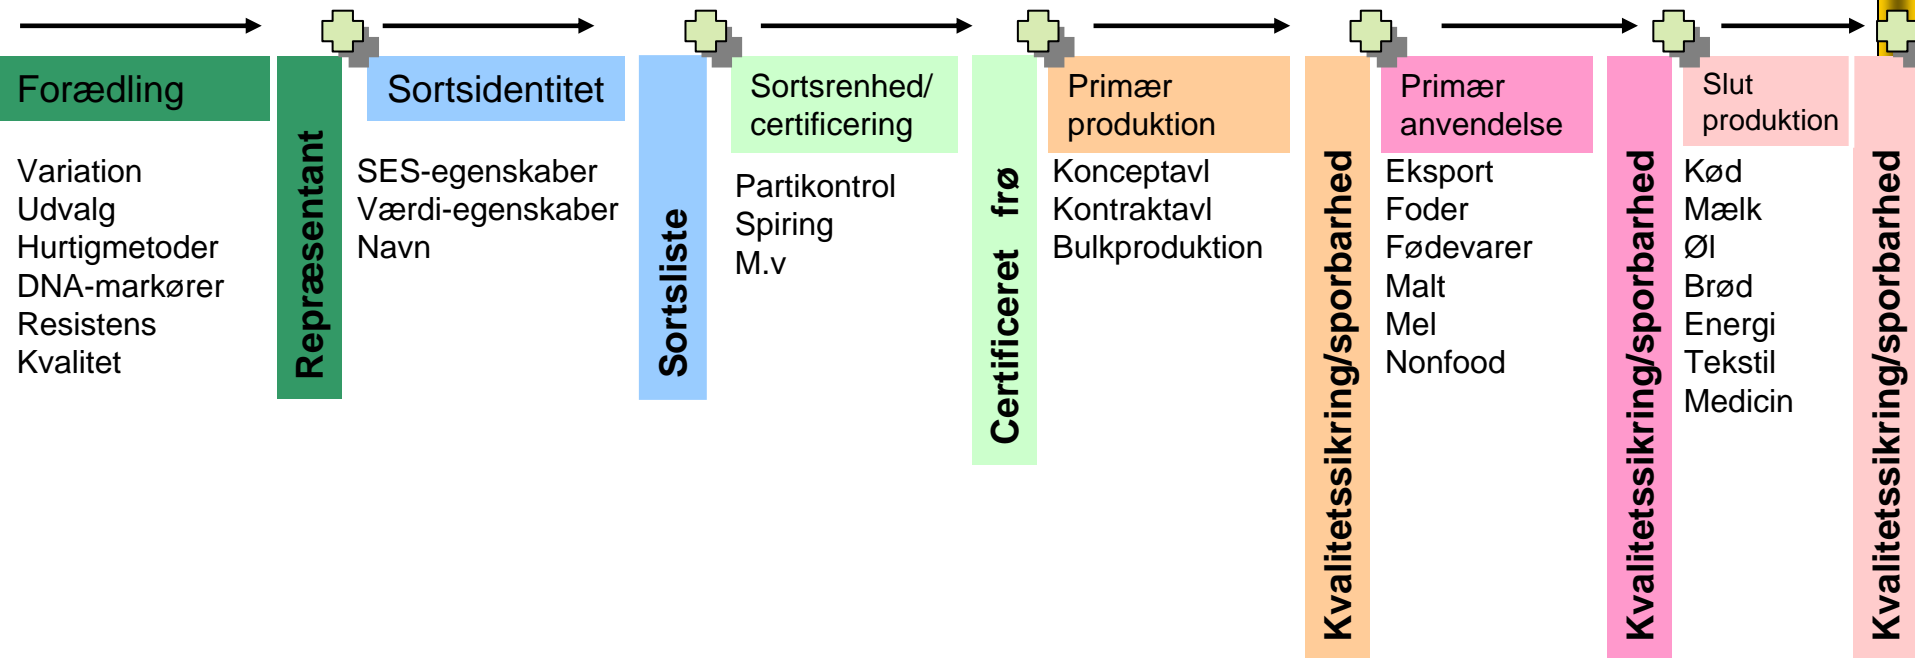 Forædling
Variation
Udvalg
Hurtigmetoder
DNA-markører
Resistens
Kvalitet
Repræsentant
Sortsidentitet
SES-egenskaber
Værdi-egenskaber
Navn
Sortsliste
Sortsrenhed/
certificering
Partikontrol
Spiring
M.v
Certificeret frø
Primær
produktion
Konceptavl
Kontraktavl
Bulkproduktion
Kvalitetssikring/sporbarhed
Primær
anvendelse
Eksport
Foder
Fødevarer
Malt
Mel
Nonfood
Kvalitetssikring/sporbarhed
Slut
produktion
Kød
Mælk
Øl
Brød
Energi
Tekstil
Medicin
Kvalitetssikring/sporbarhed